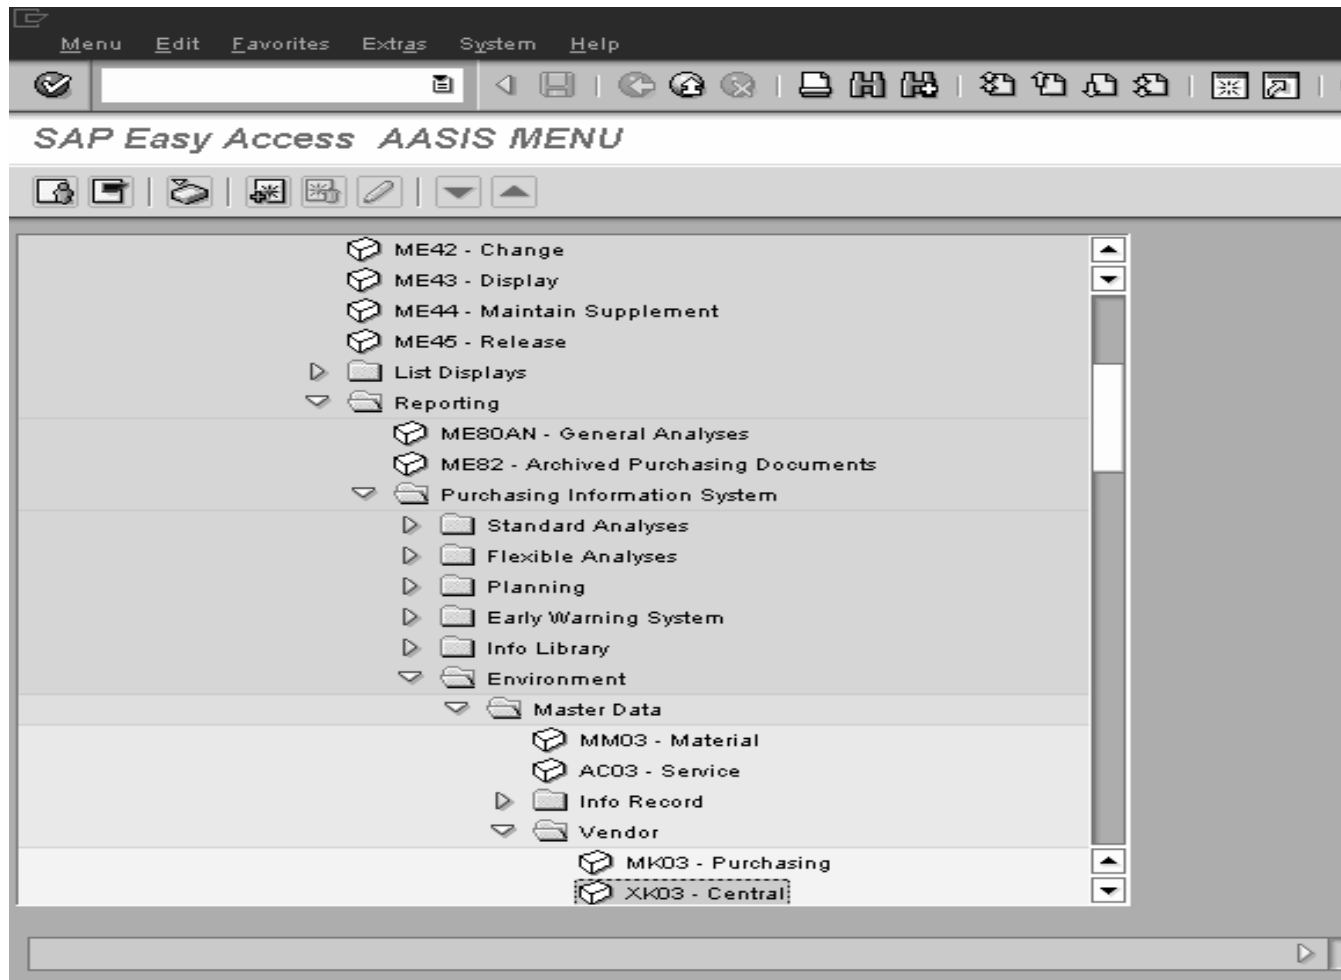 Menu Edit Favorites Extras System Help
SAP Easy Access AASIS MENU
ME42 - Change
ME43 - Display
ME44 - Maintain Supplement
ME45 - Release
List Displays
Reporting
ME80AN - General Analyses
ME82 - Archived Purchasing Documents
Purchasing Information System
Standard Analyses
Flexible Analyses
Planning
Early Warning System
Info Library
Environment
Master Data
MM03 - Material
AC03 - Service
Info Record
Vendor
MK03 - Purchasing
XK03 - Central